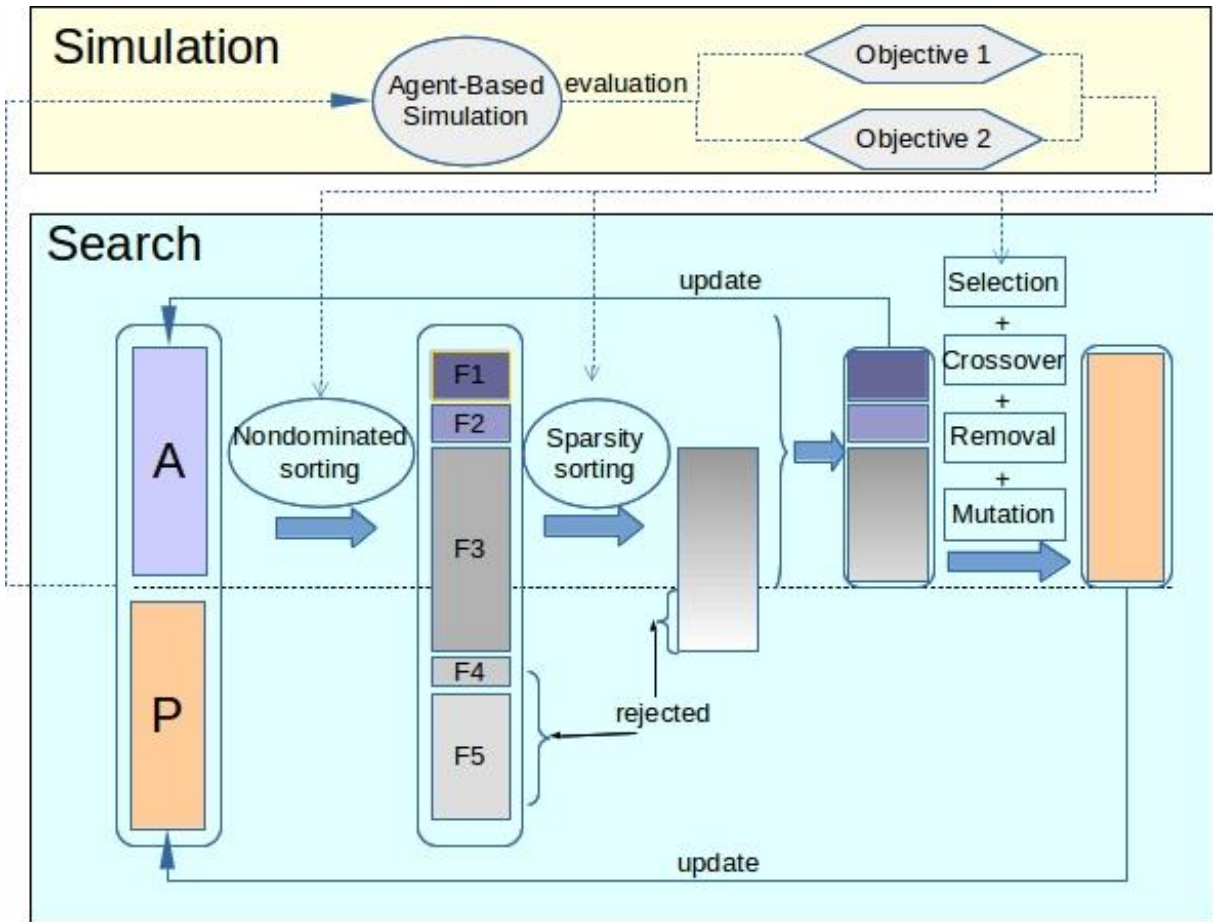 Simulation
Agent-Based
Simulation
evaluation
Objective 1
Objective 2
Search
update
Selection
+
Crossover
+
Removal
+
Mutation
A
P
Nondominated
sorting
F1
F2
F3
F4
F5
Sparsity
sorting
rejected
update